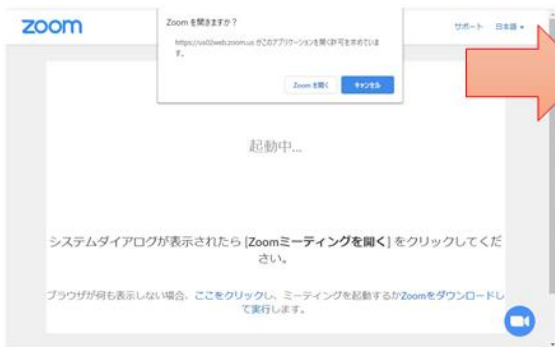 zoom
サポート 日本語
Zoom を開きますか?
https://us02web.zoom.us がこのアプリケーションを開く許可を求めていま
す。
Zoom を開く キャンセル
起動中...
システムダイアログが表示されたら [Zoomミーティングを開く] をクリックしてくだ
さい。
ブラウザが何も表示しない場合、ここをクリックし、ミーティングを起動するかZoomをダウンロードし
て実行します。